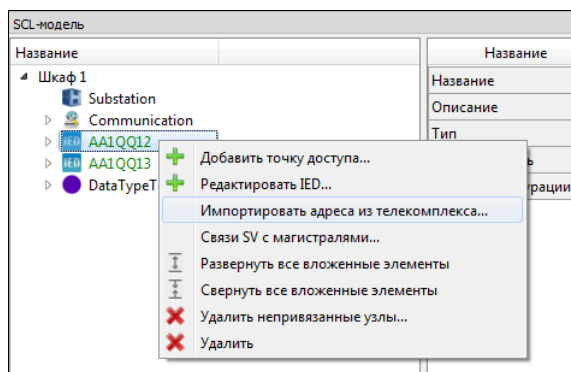 SCL-модель
Название
Название
Шкаф 1
Название
Substation
Описание
Communication
Тип
AA1QQ12
Добавить точку доступа...
AA1QQ13
Редактировать IED...
DataTypeT
Импортировать адреса из телекомплекса...
Связи SV с магистралями...
Развернуть все вложенные элементы
Свернуть все вложенные элементы
Удалить непривязанные узлы...
Удалить